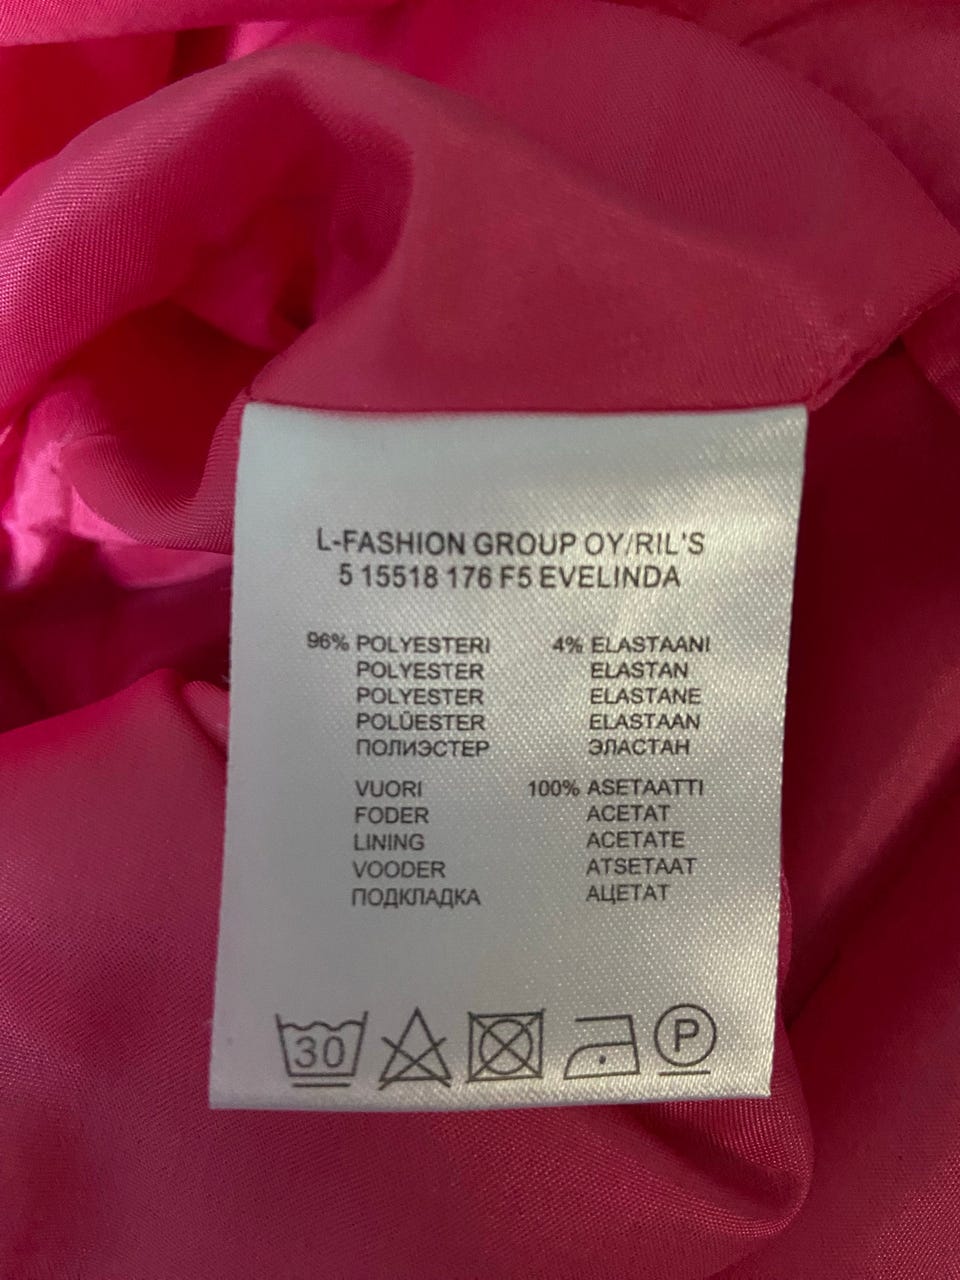 L-FASHION GROUP OY/RIL'S
5 15518 176 F5 EVELINDA
96% POLYESTERI 4% ELASTAANI
POLYESTER ELASTAN
POLYESTER ELASTANE
POLÜESTER ELASTAAN
ПОЛИЭСТЕР ЭЛАСТАН
VUORI 100% ASETAATTI
FODER ACETAT
LINING ACETATE
VOODER ATSETAAT
ПОДКЛАДКА АЦЕТАТ
30 P